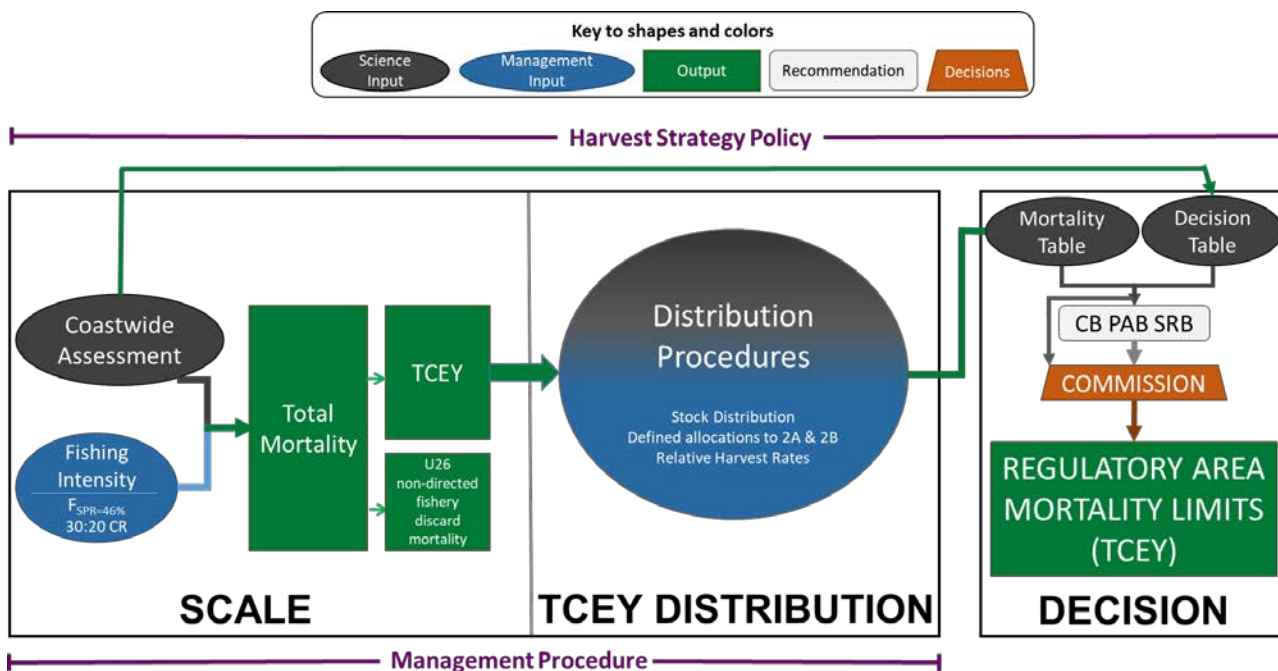 Key to shapes and colors
Science
Input
Management
Input
Output
Recommendation
Decisions
Harvest Strategy Policy
Coastwide
Assessment
Fishing
Intensity
F_SPR=46%
30:20 CR
Total
Mortality
TCEY
U26
non-directed
fishery
discard
mortality
SCALE
Distribution
Procedures
Stock Distribution
Defined allocations to 2A & 2B
Relative Harvest Rates
TCEY DISTRIBUTION
Mortality
Table
Decision
Table
CB PAB SRB
COMMISSION
REGULATORY AREA
MORTALITY LIMITS
(TCEY)
DECISION
Management Procedure